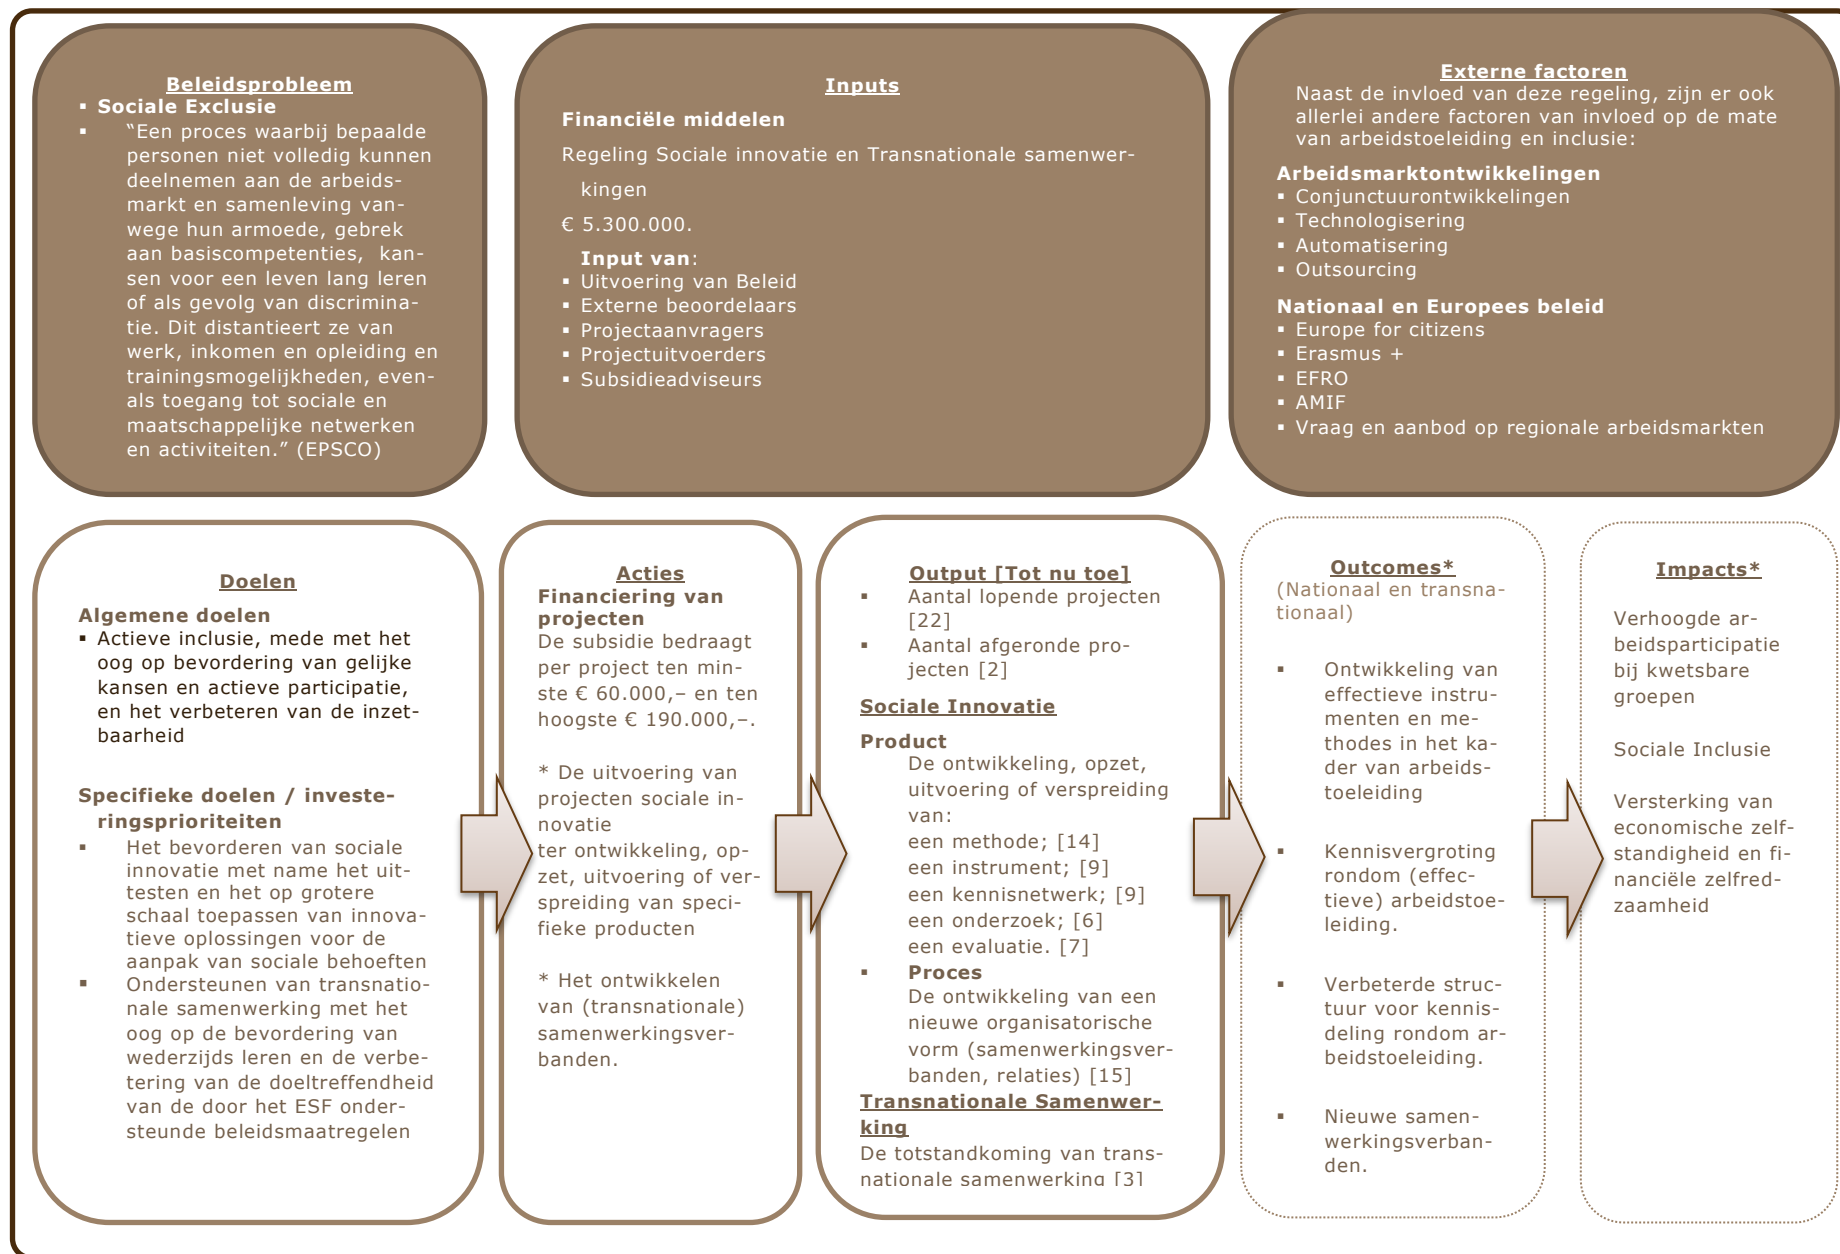 Beleidsprobleem
▪ Sociale Exclusie
▪ “Een proces waarbij bepaalde
personen niet volledig kunnen
deelnemen aan de arbeids-
markt en samenleving van-
wege hun armoede, gebrek
aan basiscompetenties, kan-
sen voor een leven lang leren
of als gevolg van discrimina-
tie. Dit distantieert ze van
werk, inkomen en opleiding en
trainingsmogelijkheden, even-
als toegang tot sociale en
maatschappelijke netwerken
en activiteiten.” (EPSCO)
Inputs
Financiële middelen
Regeling Sociale innovatie en Transnationale samenwer-
kingen
€ 5.300.000.
Input van:
▪ Uitvoering van Beleid
▪ Externe beoordelaars
▪ Projectaanvragers
▪ Projectuitvoerders
▪ Subsidieadviseurs
Externe factoren
Naast de invloed van deze regeling, zijn er ook
allerlei andere factoren van invloed op de mate
van arbeidstoeleiding en inclusie:
Arbeidsmarktontwikkelingen
▪ Conjunctuurontwikkelingen
▪ Technologisering
▪ Automatisering
▪ Outsourcing
Nationaal en Europees beleid
▪ Europe for citizens
▪ Erasmus +
▪ EFRO
▪ AMIF
▪ Vraag en aanbod op regionale arbeidsmarkten
Doelen
Algemene doelen
▪ Actieve inclusie, mede met het
oog op bevordering van gelijke
kansen en actieve participatie,
en het verbeteren van de inzet-
baarheid
Specifieke doelen / investe-
ringsprioriteiten
▪ Het bevorderen van sociale
innovatie met name het uit-
testen en het op grotere
schaal toepassen van innova-
tieve oplossingen voor de
aanpak van sociale behoeften
▪ Ondersteunen van transnatio-
nale samenwerking met het
oog op de bevordering van
wederzijds leren en de verbe-
tering van de doeltreffendheid
van de door het ESF onder-
steunde beleidsmaatregelen
Acties
Financiering van
projecten
De subsidie bedraagt
per project ten min-
ste € 60.000,– en ten
hoogste € 190.000,–.
* De uitvoering van
projecten sociale in-
novatie
ter ontwikkeling, op-
zet, uitvoering of ver-
spreiding van speci-
fieke producten
* Het ontwikkelen
van (transnationale)
samenwerkingsver-
banden.
Output [Tot nu toe]
▪ Aantal lopende projecten
[22]
▪ Aantal afgeronde pro-
jecten [2]
Sociale Innovatie
Product
De ontwikkeling, opzet,
uitvoering of verspreiding
van:
een methode; [14]
een instrument; [9]
een kennisnetwerk; [9]
een onderzoek; [6]
een evaluatie. [7]
▪ Proces
De ontwikkeling van een
nieuwe organisatorische
vorm (samenwerkingsver-
banden, relaties) [15]
Transnationale Samenwer-
king
De totstandkoming van trans-
nationale samenwerking [3]
Outcomes*
(Nationaal en transna-
tionaal)
▪ Ontwikkeling van
effectieve instru-
menten en me-
thodes in het ka-
der van arbeids-
toeleiding
▪ Kennisvergroting
rondom (effec-
tieve) arbeidstoe-
leiding.
▪ Verbeterde struc-
tuur voor kennis-
deling rondom ar-
beidstoeleiding.
▪ Nieuwe samen-
werkingsverban-
den.
Impacts*
Verhoogde ar-
beidsparticipatie
bij kwetsbare
groepen
Sociale Inclusie
Versterking van
economische zelf-
standigheid en fi-
nanciële zelfred-
zaamheid